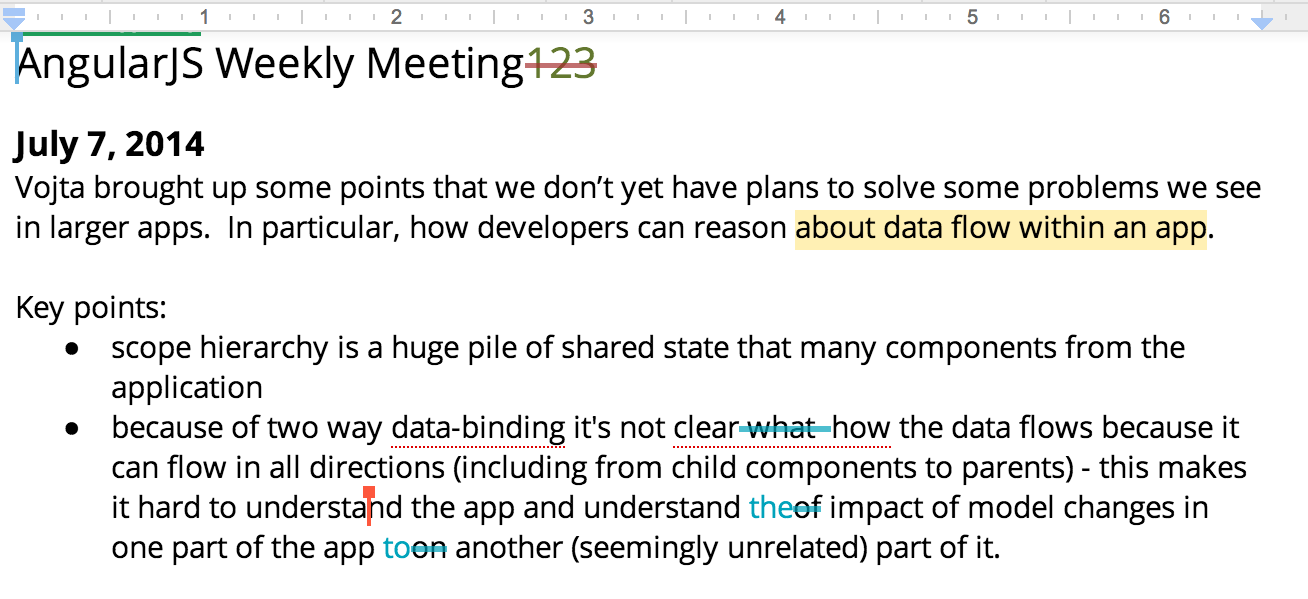 1 2 3 4 5 6
AngularJS Weekly Meeting123
July 7, 2014
Vojta brought up some points that we don’t yet have plans to solve some problems we see
in larger apps.  In particular, how developers can reason about data flow within an app.
Key points:
● scope hierarchy is a huge pile of shared state that many components from the
application
● because of two way data-binding it's not clear what how the data flows because it
can flow in all directions (including from child components to parents) - this makes
it hard to understand the app and understand theof impact of model changes in
one part of the app toon another (seemingly unrelated) part of it.